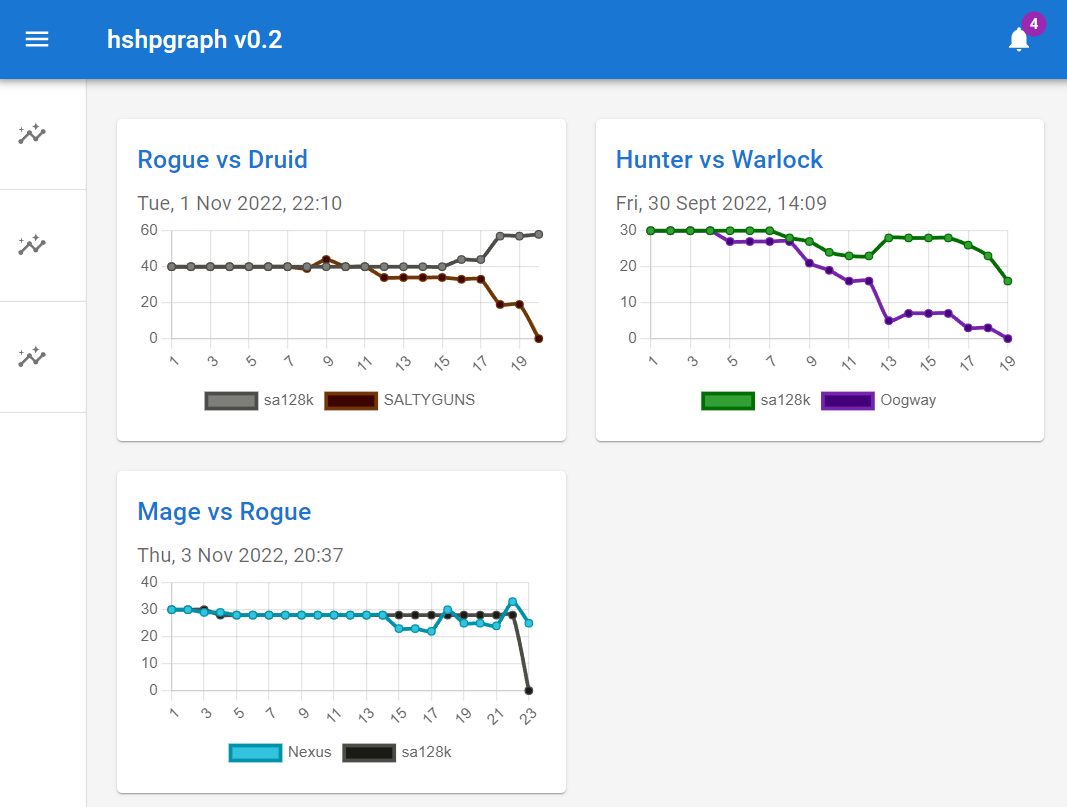 hshpgraph v0.2
4
Rogue vs Druid
Tue, 1 Nov 2022, 22:10
60
40
20
0
1 3 5 7 9 11 13 15 17 19
sa128k SALTYGUNS
Hunter vs Warlock
Fri, 30 Sept 2022, 14:09
30
20
10
0
1 3 5 7 9 11 13 15 17 19
sa128k Oogway
Mage vs Rogue
Thu, 3 Nov 2022, 20:37
40
30
20
10
0
1 3 5 7 9 11 13 15 17 19 21 23
Nexus sa128k